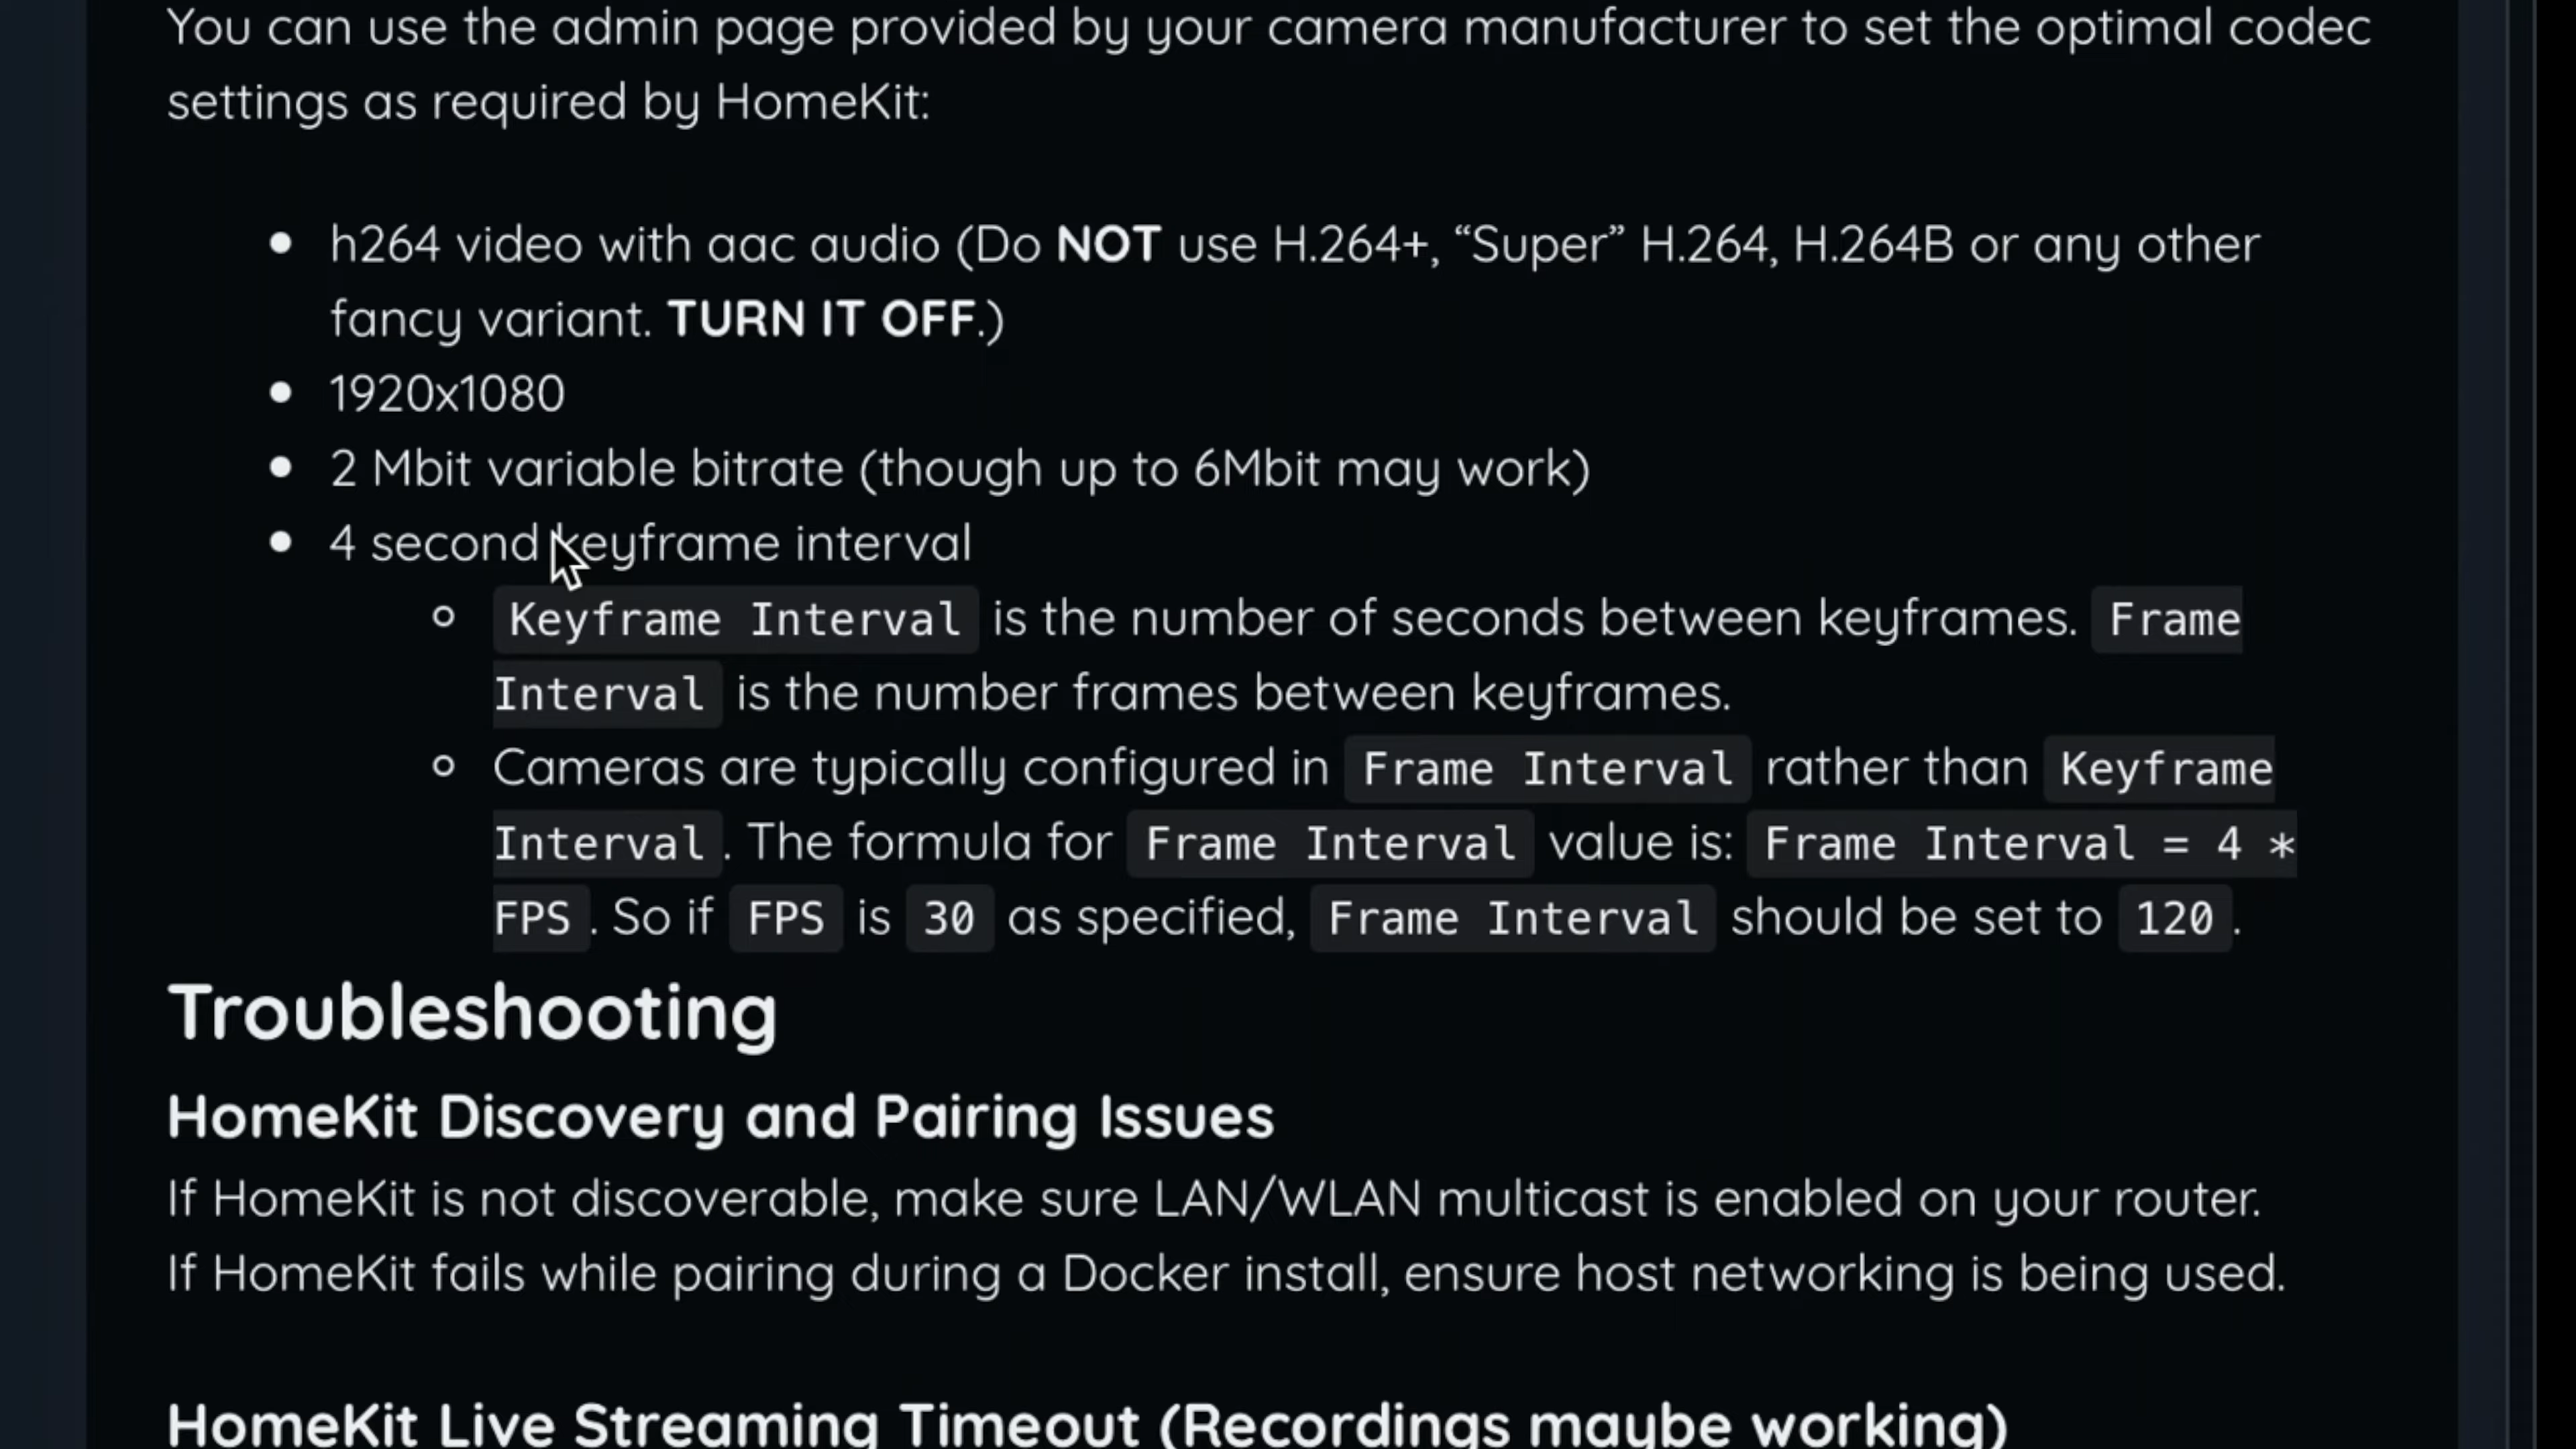 You can use the admin page provided by your camera manufacturer to set the optimal codec
settings as required by HomeKit:
h264 video with aac audio (Do NOT use H.264+, “Super” H.264, H.264B or any other
fancy variant. TURN IT OFF.)
1920x1080
2 Mbit variable bitrate (though up to 6Mbit may work)
4 second keyframe interval
Keyframe Interval is the number of seconds between keyframes. Frame
Interval is the number frames between keyframes.
Cameras are typically configured in Frame Interval rather than Keyframe
Interval. The formula for Frame Interval value is: Frame Interval = 4 *
FPS. So if FPS is 30 as specified, Frame Interval should be set to 120.
Troubleshooting
HomeKit Discovery and Pairing Issues
If HomeKit is not discoverable, make sure LAN/WLAN multicast is enabled on your router.
If HomeKit fails while pairing during a Docker install, ensure host networking is being used.
HomeKit Live Streaming Timeout (Recordings maybe working)